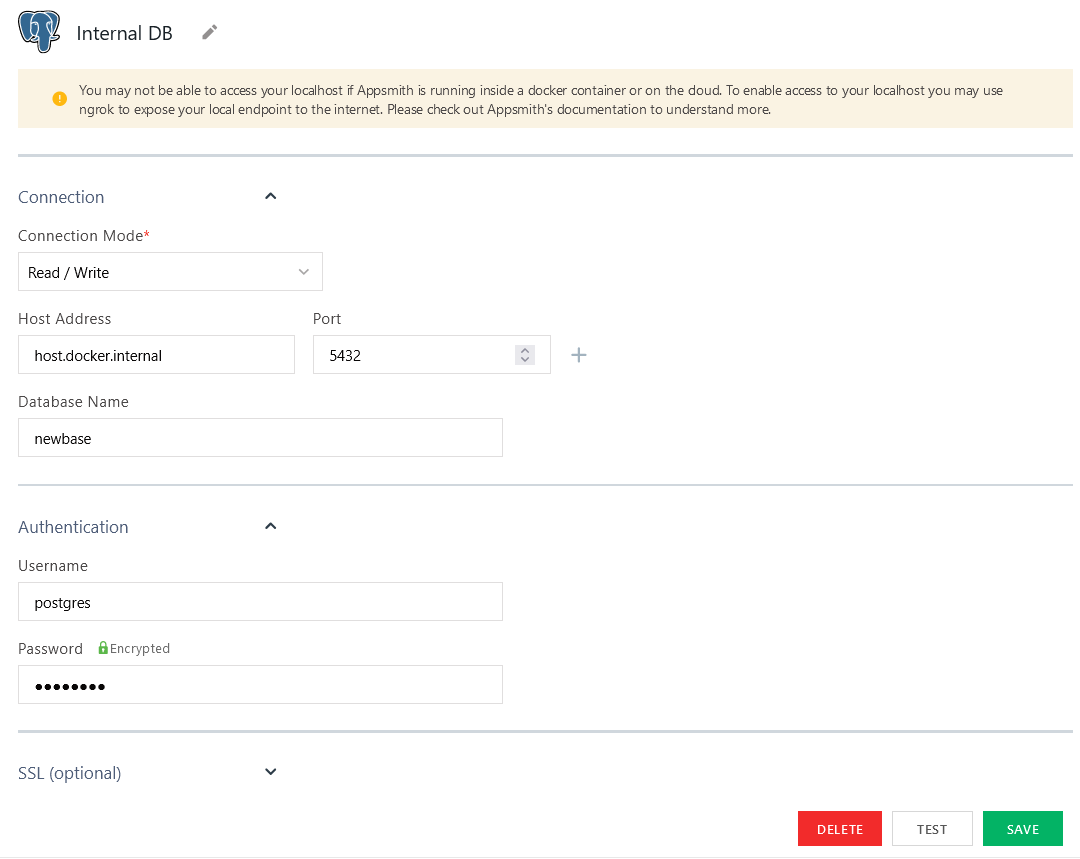 Internal DB
You may not be able to access your localhost if Appsmith is running inside a docker container or on the cloud. To enable access to your localhost you may use
ngrok to expose your local endpoint to the internet. Please check out Appsmith's documentation to understand more.
Connection
Connection Mode*
Read / Write
Host Address Port
host.docker.internal 5432
Database Name
newbase
Authentication
Username
postgres
Password Encrypted
••••••••
SSL (optional)
DELETE TEST SAVE